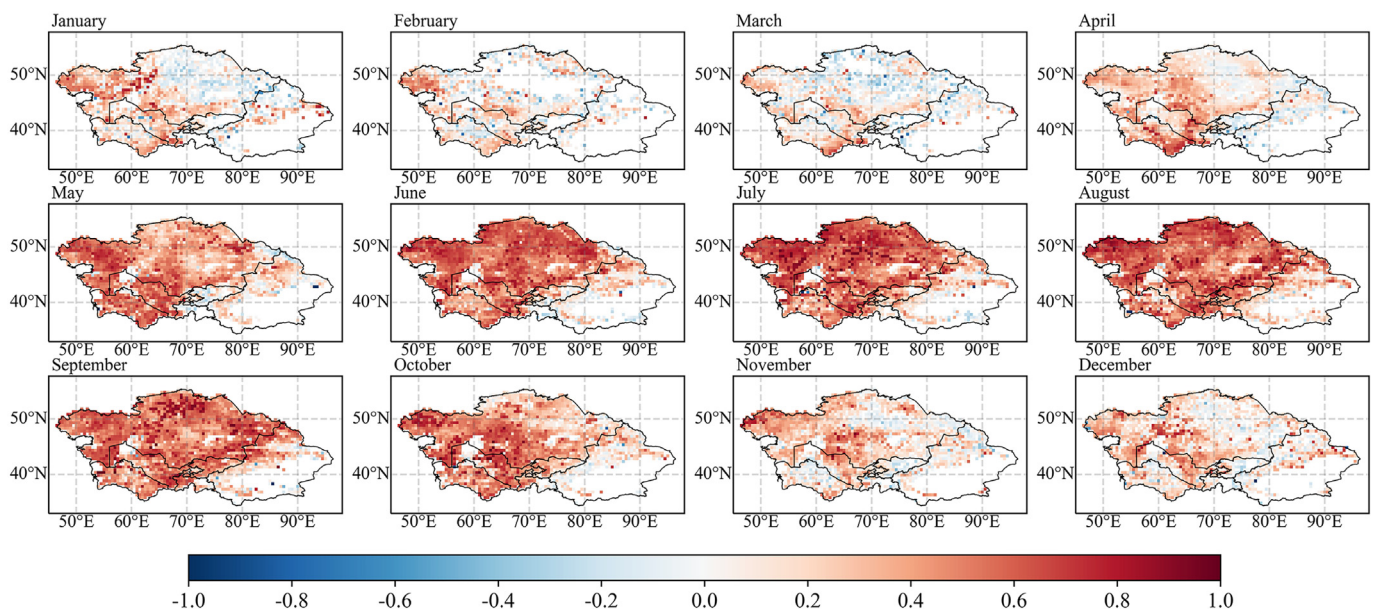 January February March April
50°N 50°N 50°N 50°N
40°N 40°N 40°N 40°N
50°E 60°E 70°E 80°E 90°E 50°E 60°E 70°E 80°E 90°E 50°E 60°E 70°E 80°E 90°E 50°E 60°E 70°E 80°E 90°E
May June July August
50°N 50°N 50°N 50°N
40°N 40°N 40°N 40°N
50°E 60°E 70°E 80°E 90°E 50°E 60°E 70°E 80°E 90°E 50°E 60°E 70°E 80°E 90°E 50°E 60°E 70°E 80°E 90°E
September October November December
50°N 50°N 50°N 50°N
40°N 40°N 40°N 40°N
50°E 60°E 70°E 80°E 90°E 50°E 60°E 70°E 80°E 90°E 50°E 60°E 70°E 80°E 90°E 50°E 60°E 70°E 80°E 90°E
-1.0 -0.8 -0.6 -0.4 -0.2 0.0 0.2 0.4 0.6 0.8 1.0